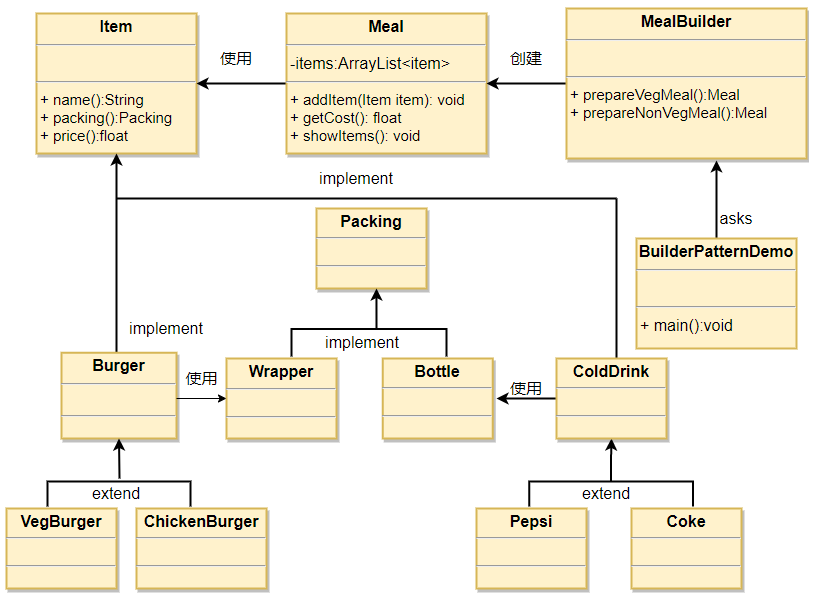 Item
+ name():String
+ packing():Packing
+ price():float
使用
Meal
-items:ArrayList<item>
+ addItem(Item item): void
+ getCost(): float
+ showItems(): void
创建
MealBuilder
+ prepareVegMeal():Meal
+ prepareNonVegMeal():Meal
implement
asks
Packing
BuilderPatternDemo
+ main():void
implement
implement
Burger
使用
Wrapper
Bottle
使用
ColdDrink
extend
extend
VegBurger
ChickenBurger
Pepsi
Coke